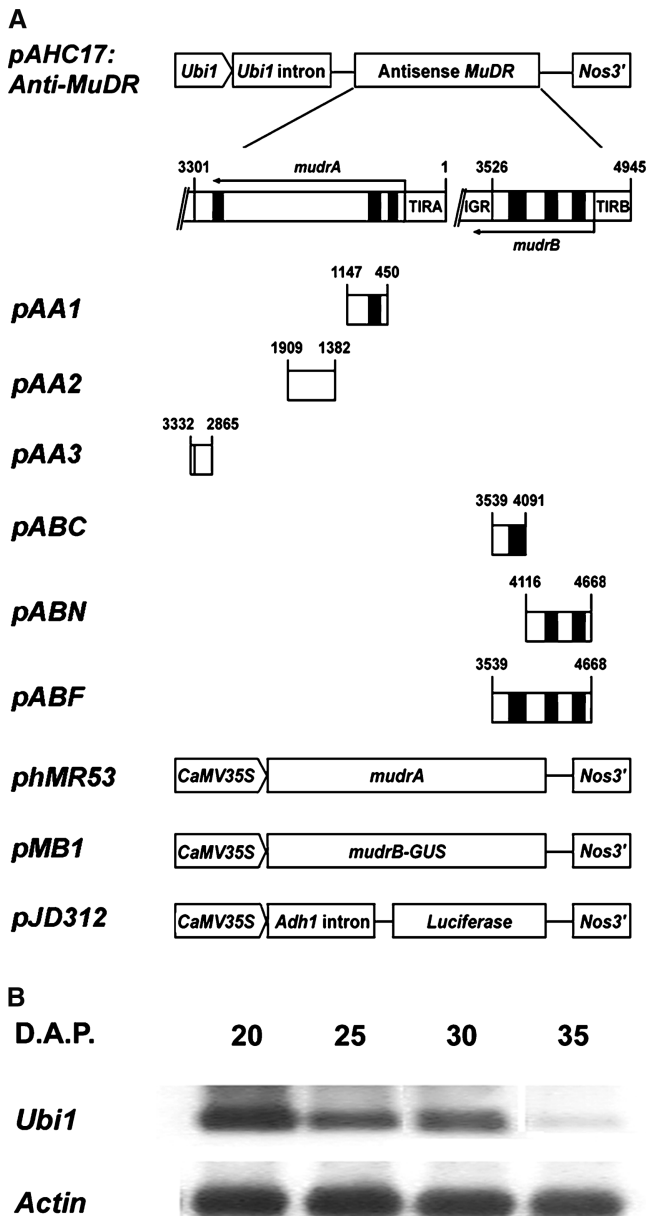 A
pAHC17: Anti-MuDR
Ubi1 Ubi1 intron Antisense MuDR Nos3'
3301 mudrA 1 3526 4945
TIRA IGR TIRB
mudrB
1147 450
pAA1
1909 1382
pAA2
3332 2865
pAA3
3539 4091
pABC
4116 4668
pABN
3539 4668
pABF
phMR53 CaMV35S mudrA Nos3'
pMB1 CaMV35S mudrB-GUS Nos3'
pJD312 CaMV35S Adh1 intron Luciferase Nos3'
B
D.A.P. 20 25 30 35
Ubi1
Actin